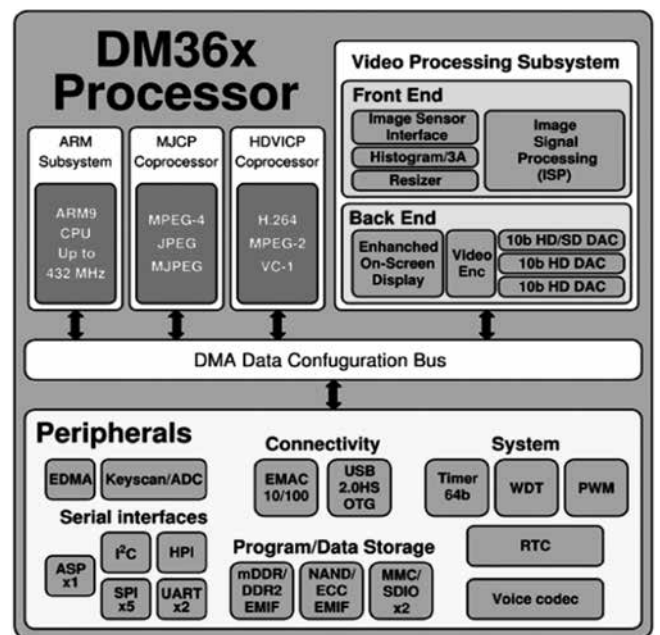 DM36x
Processor
ARM
Subsystem
ARM9
CPU
Up to
432 MHz
MJCP
Coprocessor
MPEG-4
JPEG
MJPEG
HDVICP
Coprocessor
H.264
MPEG-2
VC-1
Video Processing Subsystem
Front End
Image Sensor
Interface
Histogram/3A
Resizer
Image
Signal
Processing
(ISP)
Back End
Enhanched
On-Screen
Display
Video
Enc
10b HD/SD DAC
10b HD DAC
10b HD DAC
DMA Data Confuguration Bus
Peripherals
EDMA
Keyscan/ADC
Serial interfaces
ASP
x1
I²C
HPI
SPI
x5
UART
x2
Connectivity
EMAC
10/100
USB
2.0HS
OTG
Program/Data Storage
mDDR/
DDR2
EMIF
NAND/
ECC
EMIF
MMC/
SDIO
x2
System
Timer
64b
WDT
PWM
RTC
Voice codec